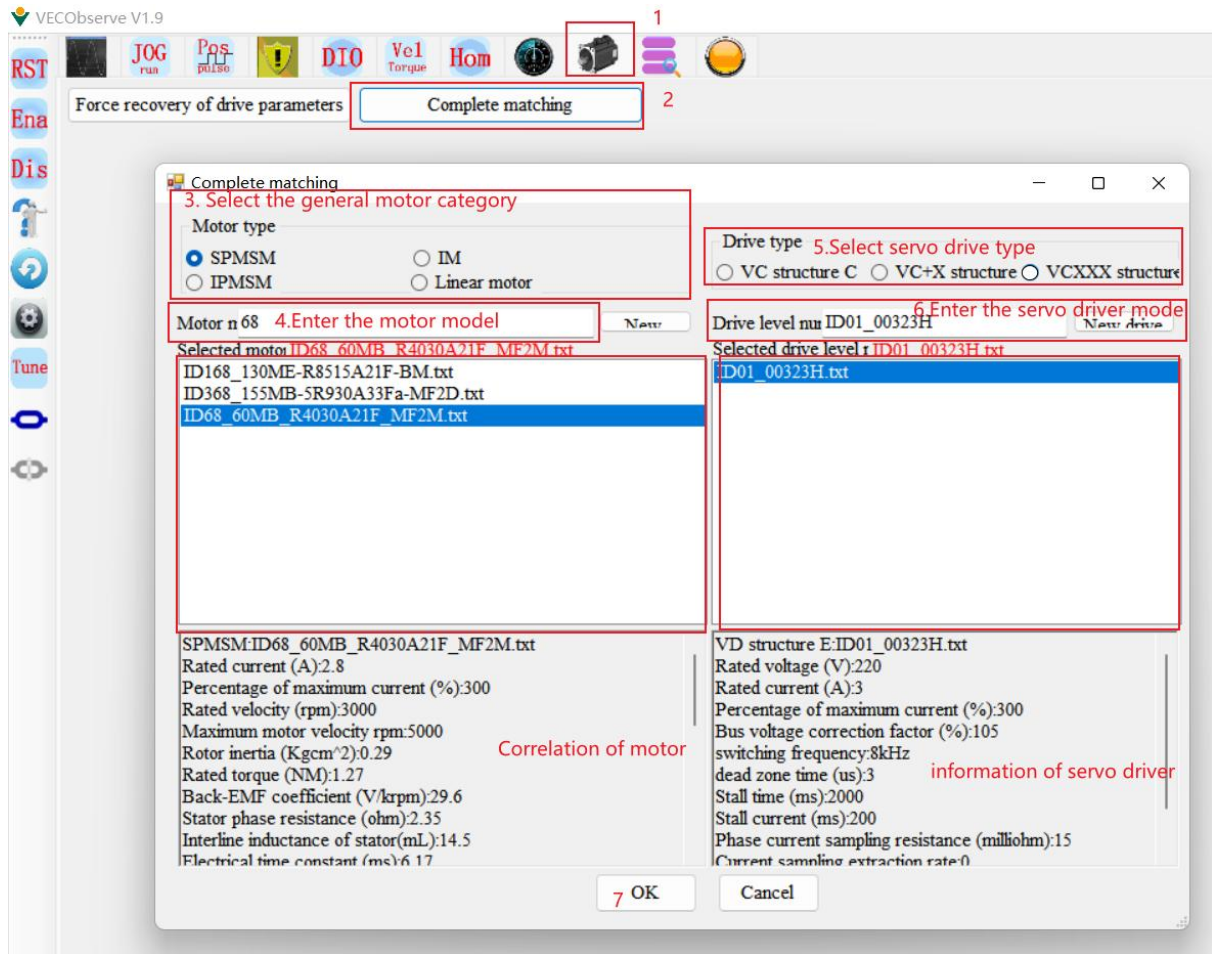 VECObserve V1.9
1
RST
JOG
run
Pos
pulse
DIO
Vel
Torque
Hom
Force recovery of drive parameters
Complete matching
2
Ena
Dis
Tune
Complete matching
3. Select the general motor category
Motor type
SPMSM
IM
IPMSM
Linear motor
Drive type
5.Select servo drive type
VC structure C
VC+X structure
VCXXX structure
Motor n 68
4.Enter the motor model
New
Drive level nur ID01_00323H
6.Enter the servo driver mode
New drive
Selected motor ID68_60MB_R4030A21F_MF2M.txt
Selected drive level r ID01_00323H.txt
ID168_130ME-R8515A21F-BM.txt
ID368_155MB-5R930A33Fa-MF2D.txt
ID68_60MB_R4030A21F_MF2M.txt
ID01_00323H.txt
SPMSM:ID68_60MB_R4030A21F_MF2M.txt
Rated current (A):2.8
Percentage of maximum current (%):300
Rated velocity (rpm):3000
Maximum motor velocity rpm:5000
Rotor inertia (Kgcm^2):0.29
Rated torque (NM):1.27
Back-EMF coefficient (V/krpm):29.6
Stator phase resistance (ohm):2.35
Interline inductance of stator(mL):14.5
Electrical time constant (ms):6.17
Correlation of motor
VD structure E:ID01_00323H.txt
Rated voltage (V):220
Rated current (A):3
Percentage of maximum current (%):300
Bus voltage correction factor (%):105
switching frequency:8kHz
dead zone time (us):3
Stall time (ms):2000
Stall current (ms):200
Phase current sampling resistance (milliohm):15
Current sampling extraction rate:0
information of servo driver
7 OK
Cancel